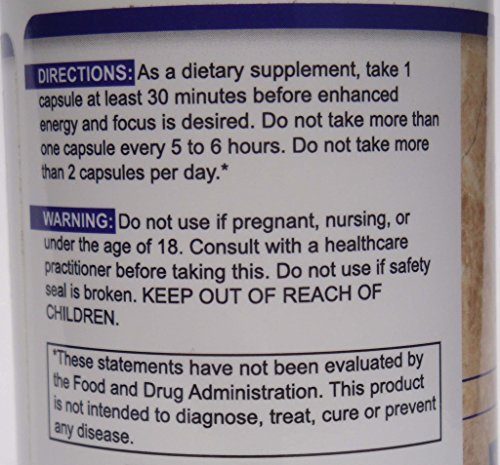 DIRECTIONS: As a dietary supplement, take 1
capsule at least 30 minutes before enhanced
energy and focus is desired. Do not take more than
one capsule every 5 to 6 hours. Do not take more
than 2 capsules per day.*
WARNING: Do not use if pregnant, nursing, or
under the age of 18. Consult with a healthcare
practitioner before taking this. Do not use if safety
seal is broken. KEEP OUT OF REACH OF
CHILDREN.
*These statements have not been evaluated by
the Food and Drug Administration. This product
is not intended to diagnose, treat, cure or prevent
any disease.